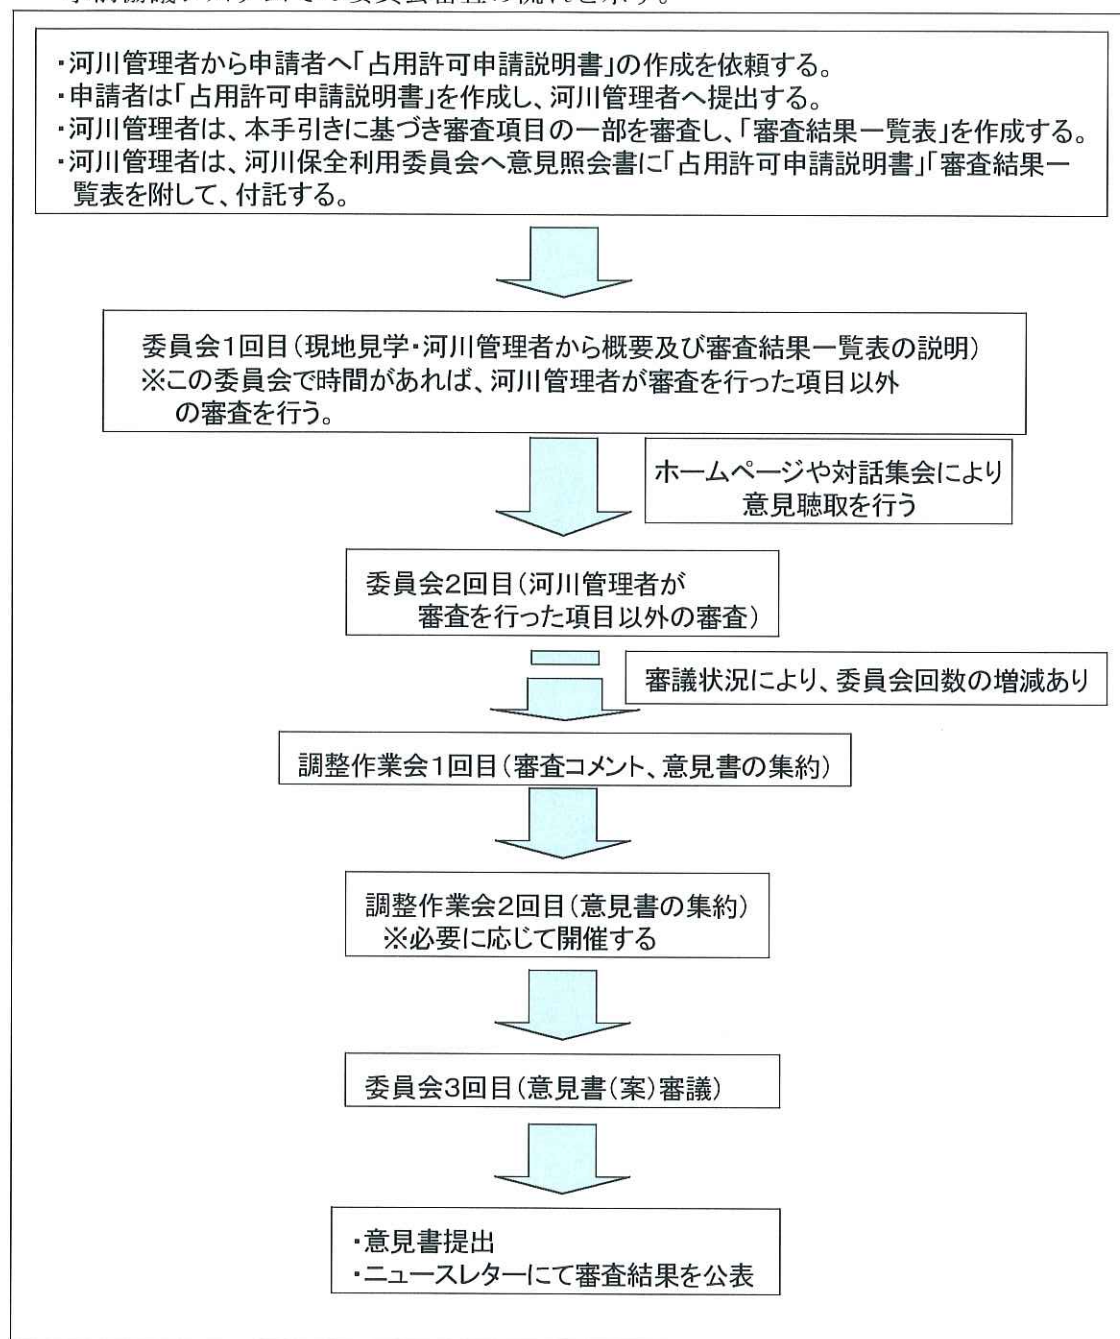 ・河川管理者から申請者へ「占用許可申請説明書」の作成を依頼する。
・申請者は「占用許可申請説明書」を作成し、河川管理者へ提出する。
・河川管理者は、本手引きに基づき審査項目の一部を審査し、「審査結果一覧表」を作成する。
・河川管理者は、河川保全利用委員会へ意見照会書に「占用許可申請説明書」「審査結果一
覧表を附して、付託する。
委員会1回目(現地見学・河川管理者から概要及び審査結果一覧表の説明)
※この委員会で時間があれば、河川管理者が審査を行った項目以外
の審査を行う。
ホームページや対話集会により
意見聴取を行う
委員会2回目(河川管理者が
審査を行った項目以外の審査)
審議状況により、委員会回数の増減あり
調整作業会1回目(審査コメント、意見書の集約)
調整作業会2回目(意見書の集約)
※必要に応じて開催する
委員会3回目(意見書(案)審議)
・意見書提出
・ニュースレターにて審査結果を公表